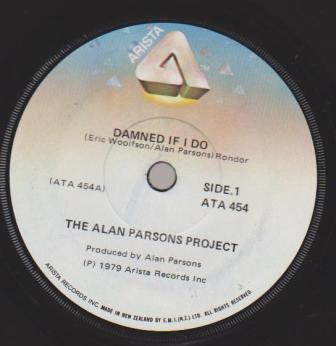 ARISTA
DAMNED IF I DO
(Eric Woolfson/Alan Parsons)Rondor
(ATA 454A)
SIDE.1
ATA 454
THE ALAN PARSONS PROJECT
Produced by Alan Parsons
(P) 1979 Arista Records Inc
ARISTA RECORDS INC. MADE IN NEW ZEALAND BY E.M.I.(N.Z.) LTD. ALL RIGHTS RESERVED.